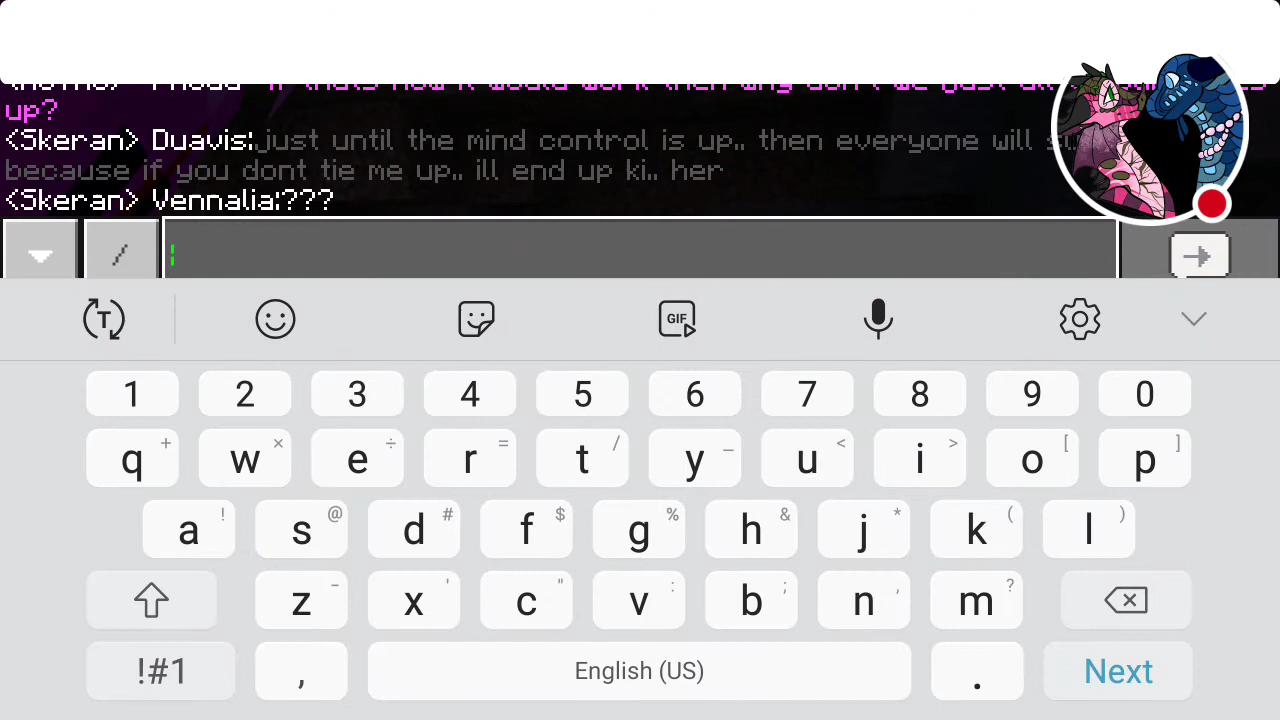 up?
<Skeran> Duavis:just until the mind control is up.. then everyone will
because if you dont tie me up.. ill end up ki.. her
<Skeran> Vennalia:???
/
T GIF
1 2 3 4 5 6 7 8 9 0
q + w × e ÷ r = t / y _ u < i > o [ p ]
a ! s @ d # f $ g % h & j * k ( l )
z - x ' c " v : b ; n , m ?
!#1 , English (US) . Next